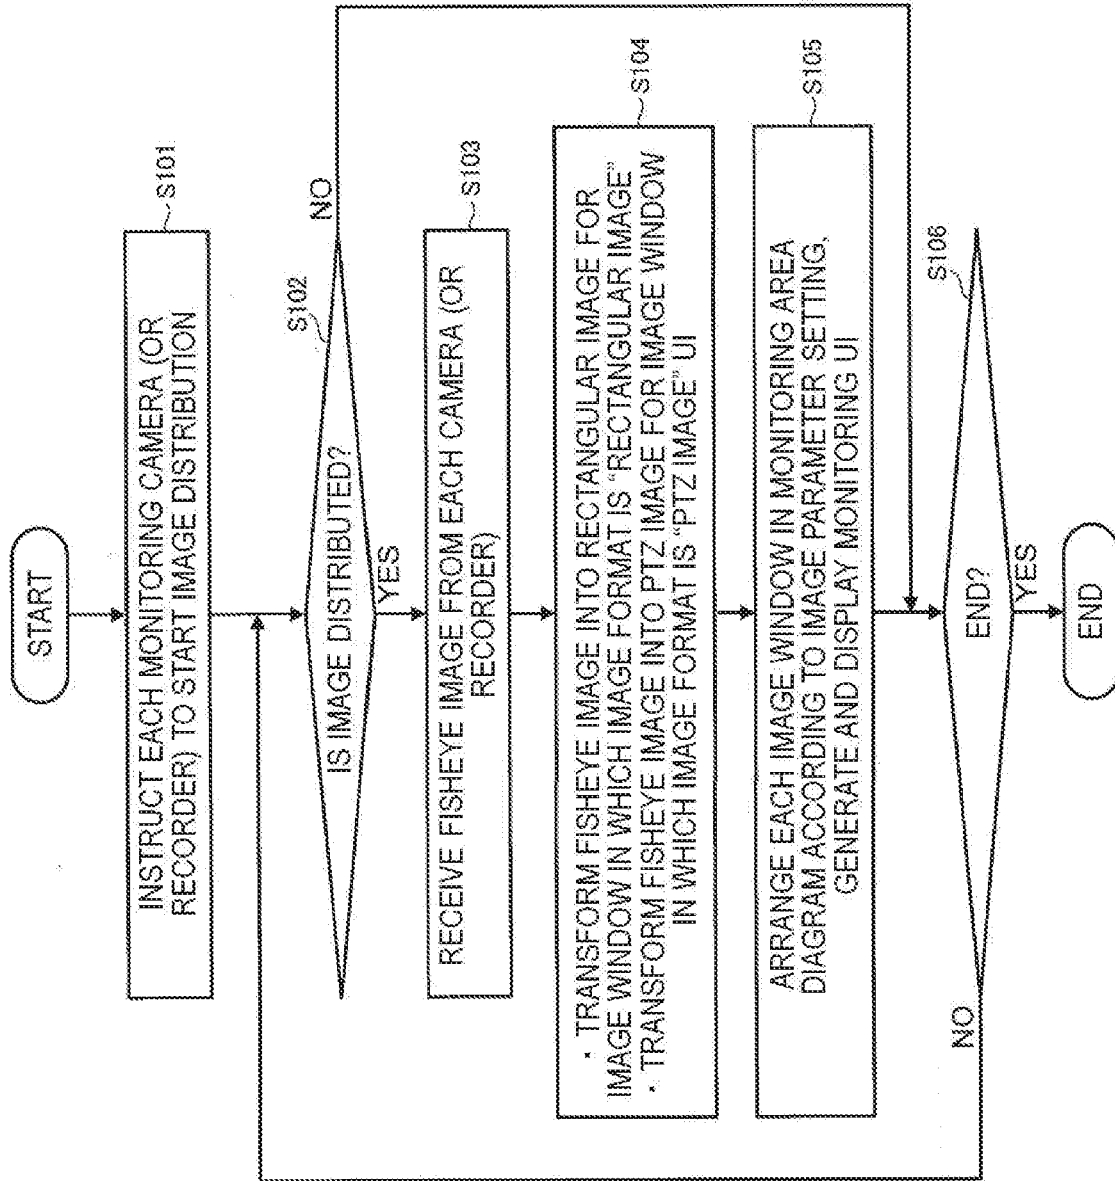 START
INSTRUCT EACH MONITORING CAMERA (OR
RECORDER) TO START IMAGE DISTRIBUTION
S101
IS IMAGE DISTRIBUTED?
S102
NO
YES
RECEIVE FISHEYE IMAGE FROM EACH CAMERA (OR
RECORDER)
S103
• TRANSFORM FISHEYE IMAGE INTO RECTANGULAR IMAGE FOR
IMAGE WINDOW IN WHICH IMAGE FORMAT IS "RECTANGULAR IMAGE"
• TRANSFORM FISHEYE IMAGE INTO PTZ IMAGE FOR IMAGE WINDOW
IN WHICH IMAGE FORMAT IS "PTZ IMAGE" UI
S104
ARRANGE EACH IMAGE WINDOW IN MONITORING AREA
DIAGRAM ACCORDING TO IMAGE PARAMETER SETTING,
GENERATE AND DISPLAY MONITORING UI
S105
END?
S106
NO
YES
END